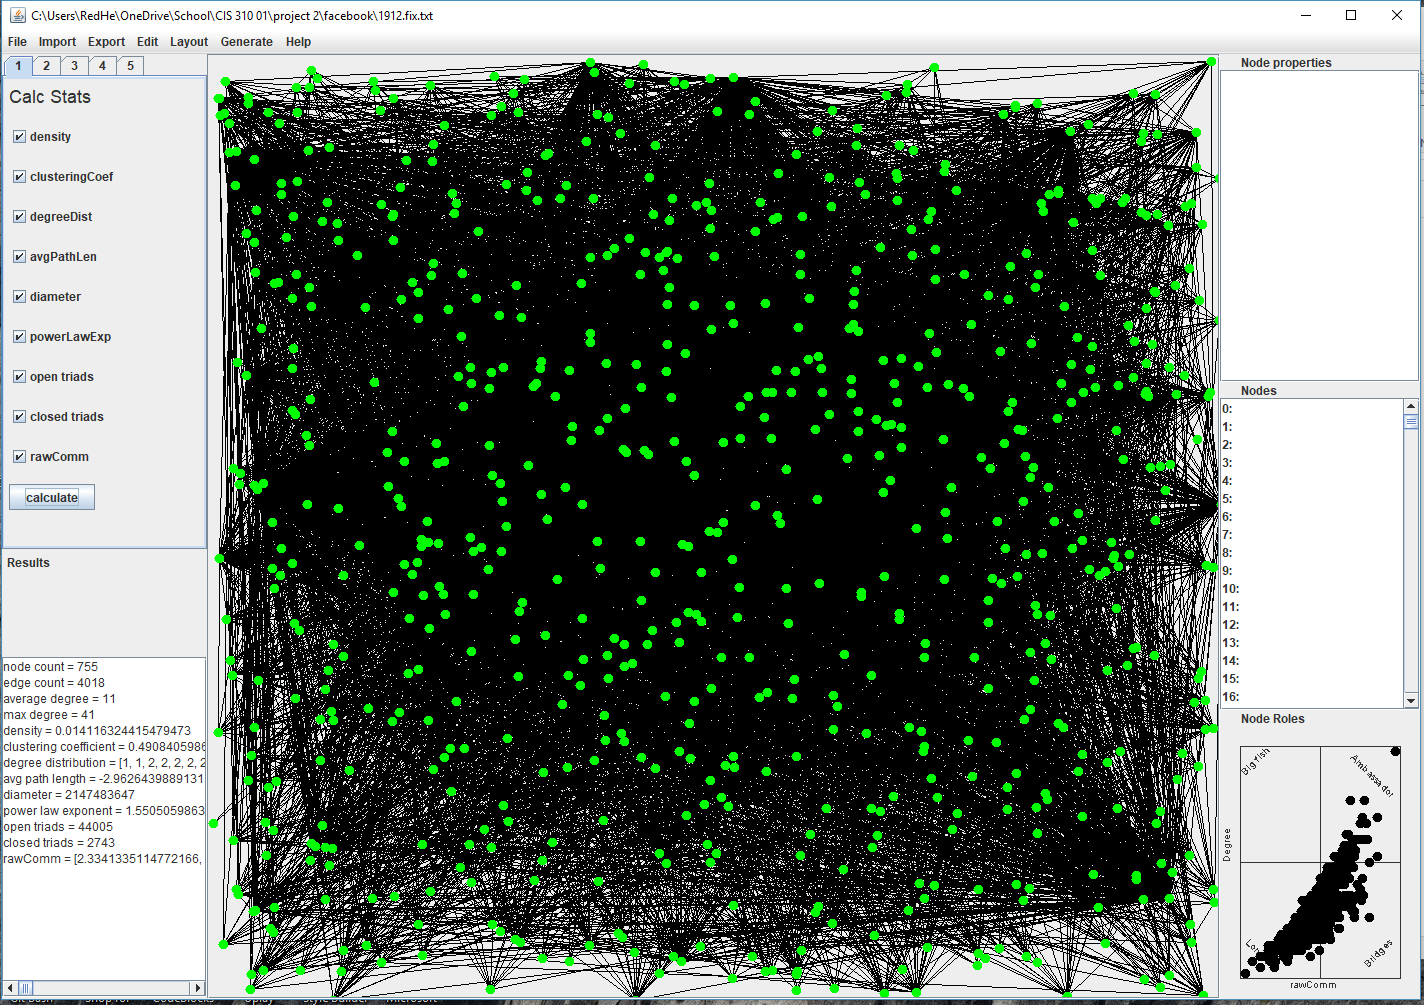 C:\Users\RedHe\OneDrive\School\CIS 310 01\project 2\facebook\1912.fix.txt
File Import Export Edit Layout Generate Help
1 2 3 4 5
Calc Stats
density
clusteringCoef
degreeDist
avgPathLen
diameter
powerLawExp
open triads
closed triads
rawComm
calculate
Results
node count = 755
edge count = 4018
average degree = 11
max degree = 41
density = 0.014116324415479473
clustering coefficient = 0.4908405986
degree distribution = [1, 1, 2, 2, 2, 2, 2
avg path length = -2.9626439889131
diameter = 2147483647
power law exponent = 1.5505059863
open triads = 44005
closed triads = 2743
rawComm = [2.3341335114772166,
Node properties
Nodes
0:
1:
2:
3:
4:
5:
6:
7:
8:
9:
10:
11:
12:
13:
14:
15:
16:
Node Roles
Big fish
Ambassador
Degree
Bridges
rawComm